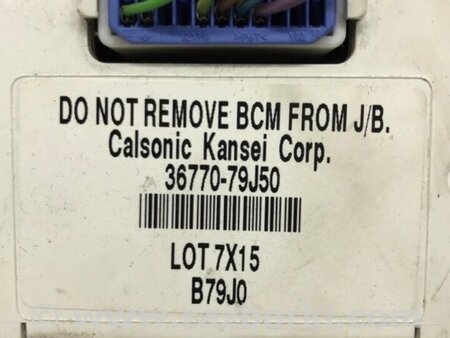 DO NOT REMOVE BCM FROM J/B.
Calsonic Kansei Corp.
36770-79J50
LOT 7X15
B79J0